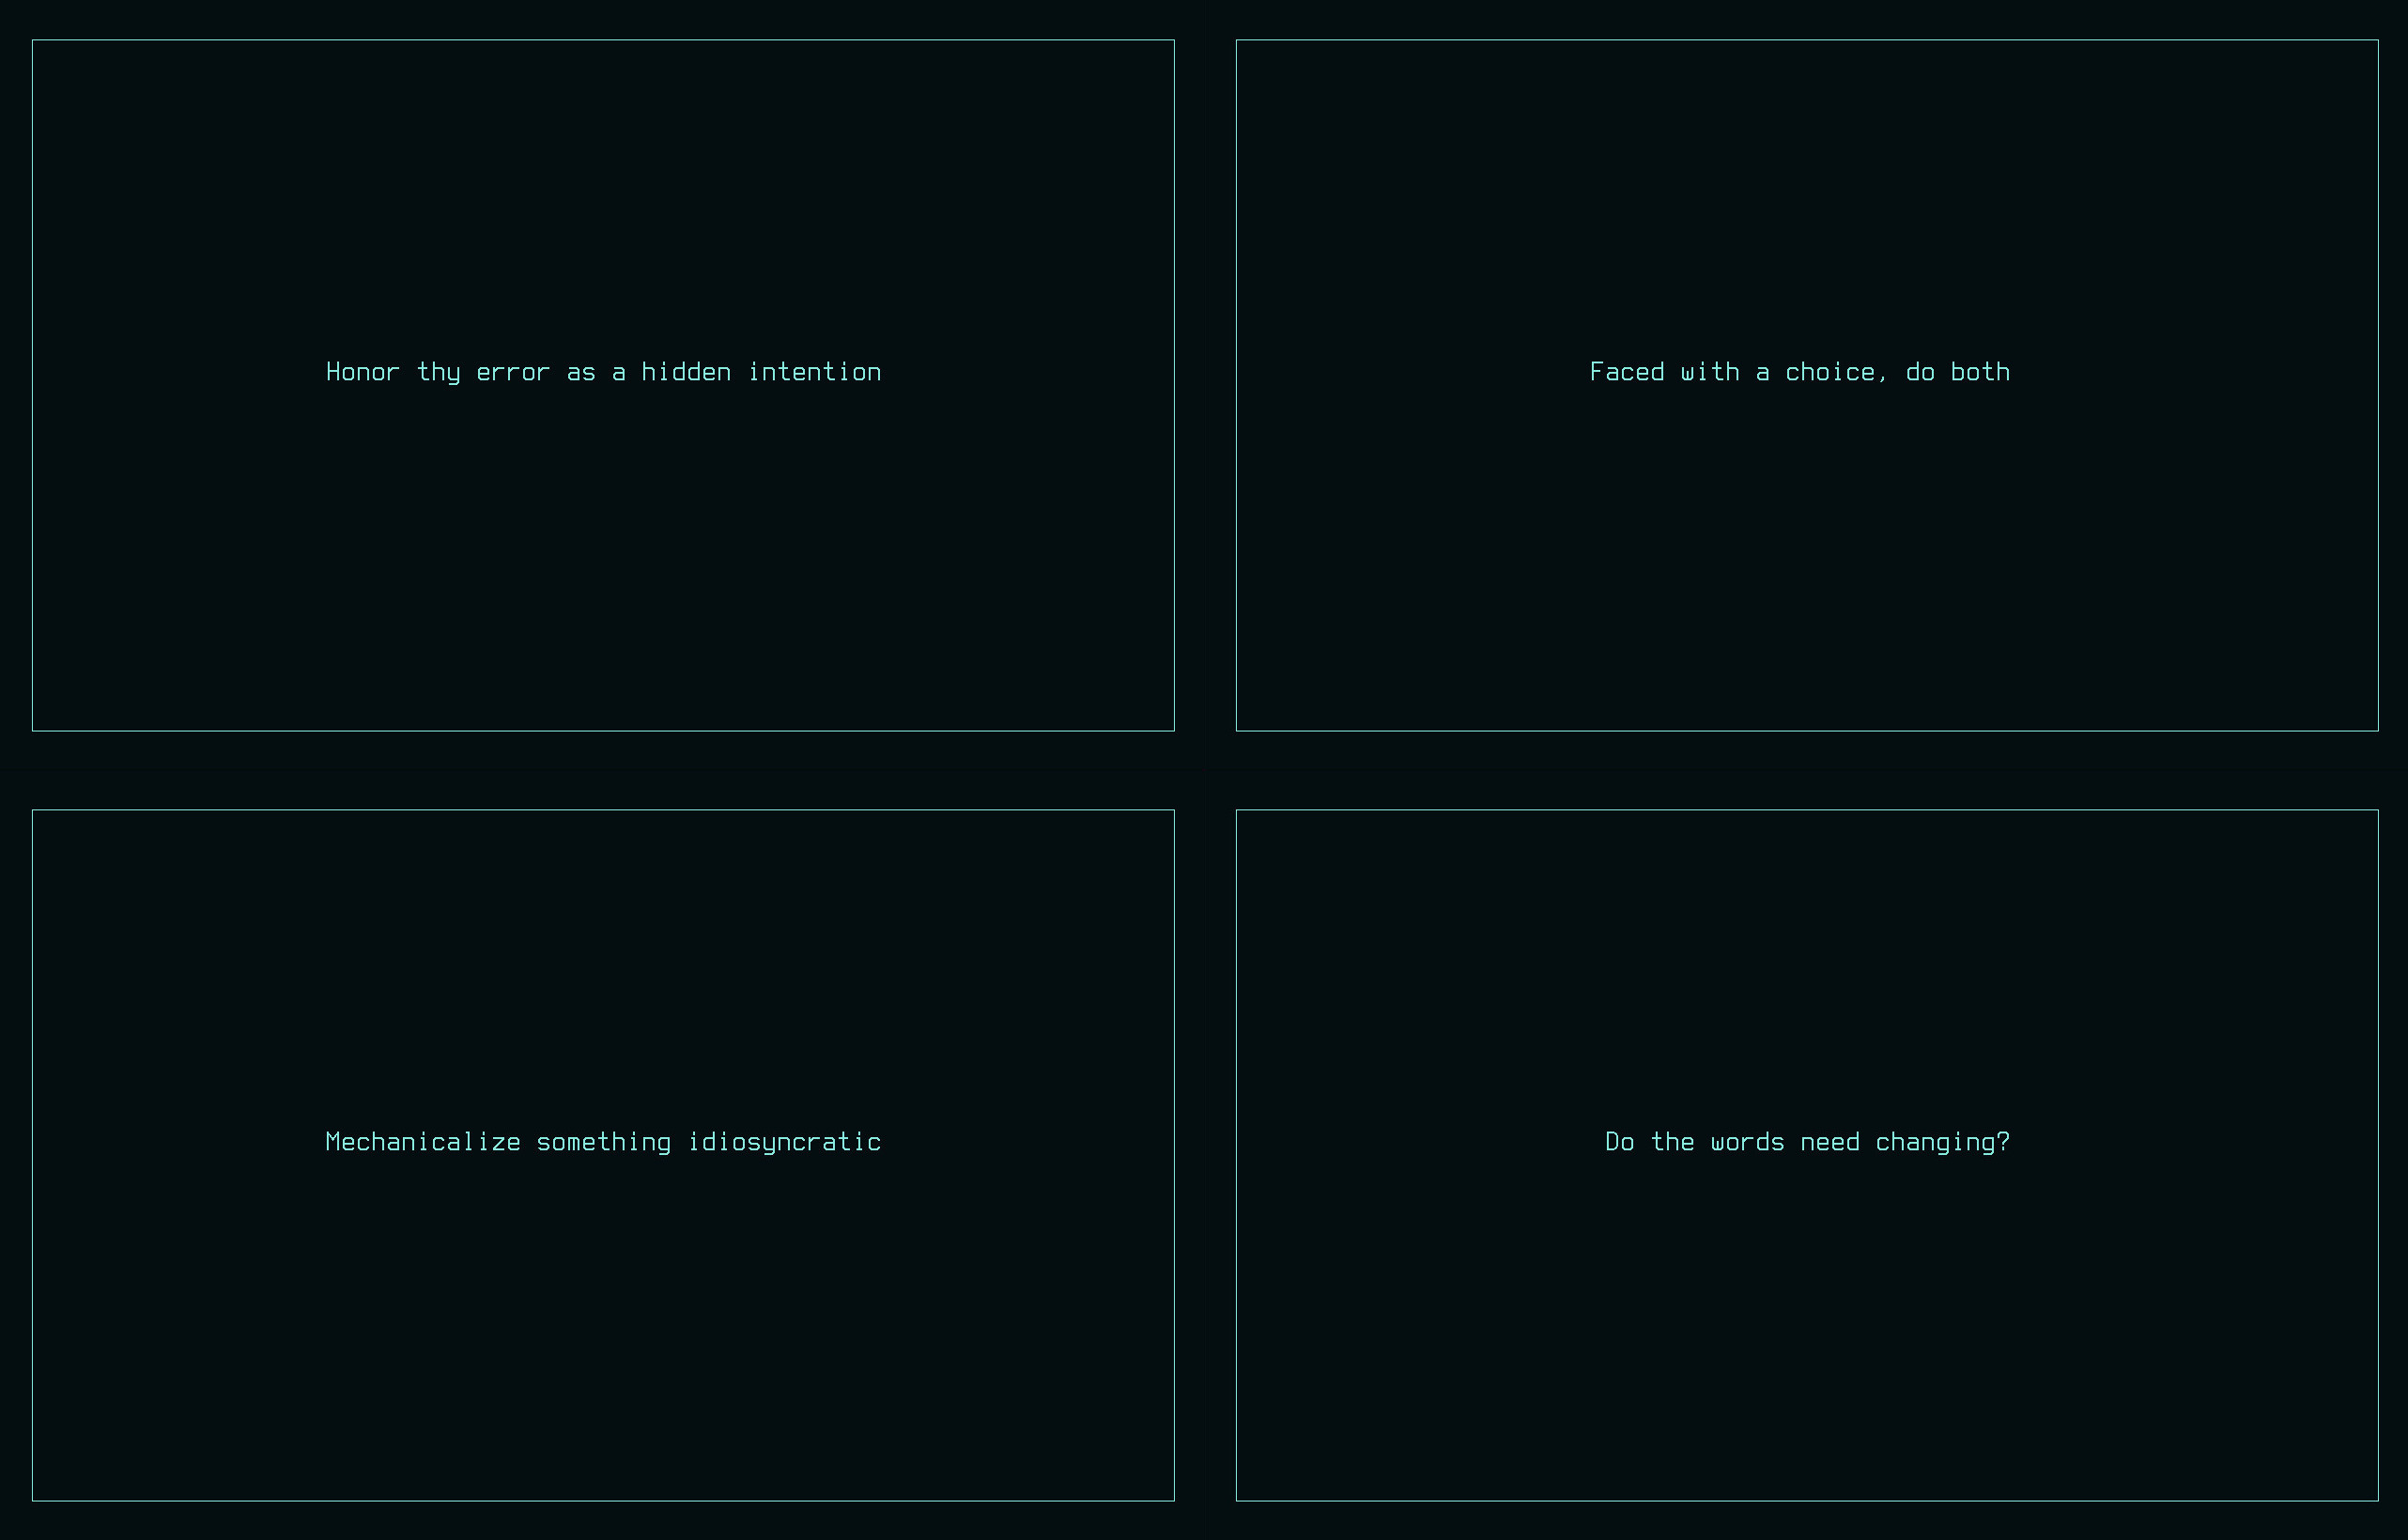 Honor thy error as a hidden intention
Faced with a choice, do both
Mechanicalize something idiosyncratic
Do the words need changing?